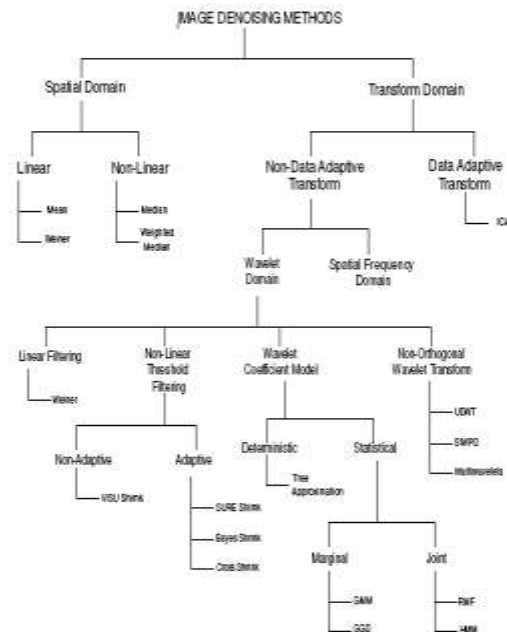 IMAGE DENOISING METHODS
Spatial Domain
Transform Domain
Linear
Non-Linear
Non-Data Adaptive
Transform
Data Adaptive
Transform
Mean
Weiner
Median
Weighted
Median
ICA
Wavelet
Domain
Spatial Frequency
Domain
Linear Filtering
Non-Linear
Threshold
Filtering
Wavelet
Coefficient Model
Non-Orthogonal
Wavelet Transform
Weiner
UDWT
SIWPD
Multiwavelets
Non-Adaptive
Adaptive
Deterministic
Statistical
VISU Shrink
Tree
Approximation
SURE Shrink
Bayes Shrink
Cross Shrink
Marginal
Joint
GMM
GGD
RMF
HMM